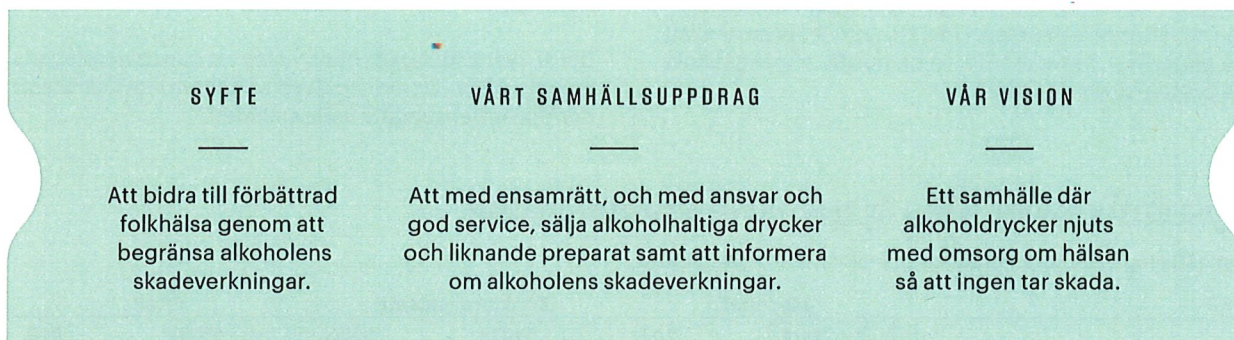 SYFTE
Att bidra till förbättrad
folkhälsa genom att
begränsa alkoholens
skadeverkningar.
VÅRT SAMHÄLLSUPPDRAG
Att med ensamrätt, och med ansvar och
god service, sälja alkoholhaltiga drycker
och liknande preparat samt att informera
om alkoholens skadeverkningar.
VÅR VISION
Ett samhälle där
alkoholdrycker njuts
med omsorg om hälsan
så att ingen tar skada.